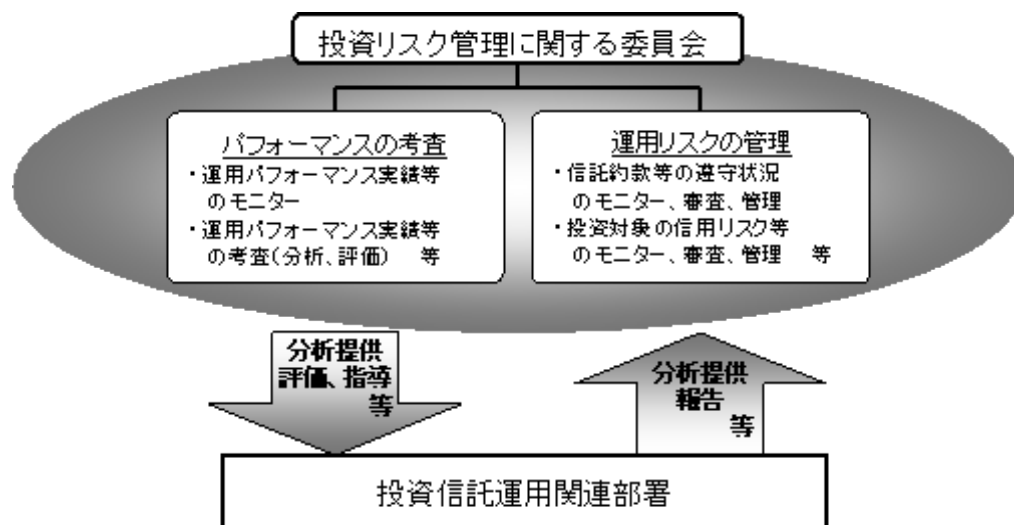 投資リスク管理に関する委員会
パフォーマンスの考査
・運用パフォーマンス実績等
のモニター
・運用パフォーマンス実績等
の考査(分析、評価) 等
運用リスクの管理
・信託約款等の遵守状況
のモニター、審査、管理
・投資対象の信用リスク等
のモニター、審査、管理 等
分析提供
評価、指導
等
分析提供
報告
等
投資信託運用関連部署